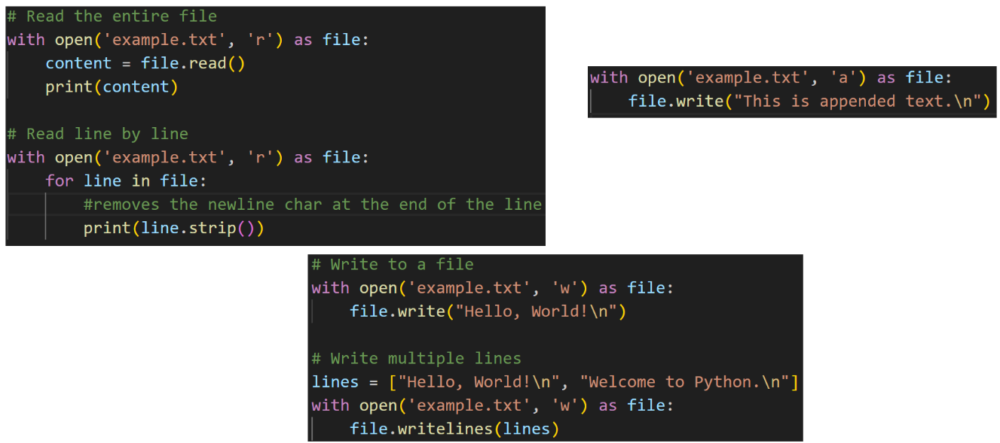 # Read the entire file
with open('example.txt', 'r') as file:
    content = file.read()
    print(content)

# Read line by line
with open('example.txt', 'r') as file:
    for line in file:
        #removes the newline char at the end of the line
        print(line.strip())
with open('example.txt', 'a') as file:
    file.write("This is appended text.\n")
# Write to a file
with open('example.txt', 'w') as file:
    file.write("Hello, World!\n")

# Write multiple lines
lines = ["Hello, World!\n", "Welcome to Python.\n"]
with open('example.txt', 'w') as file:
    file.writelines(lines)